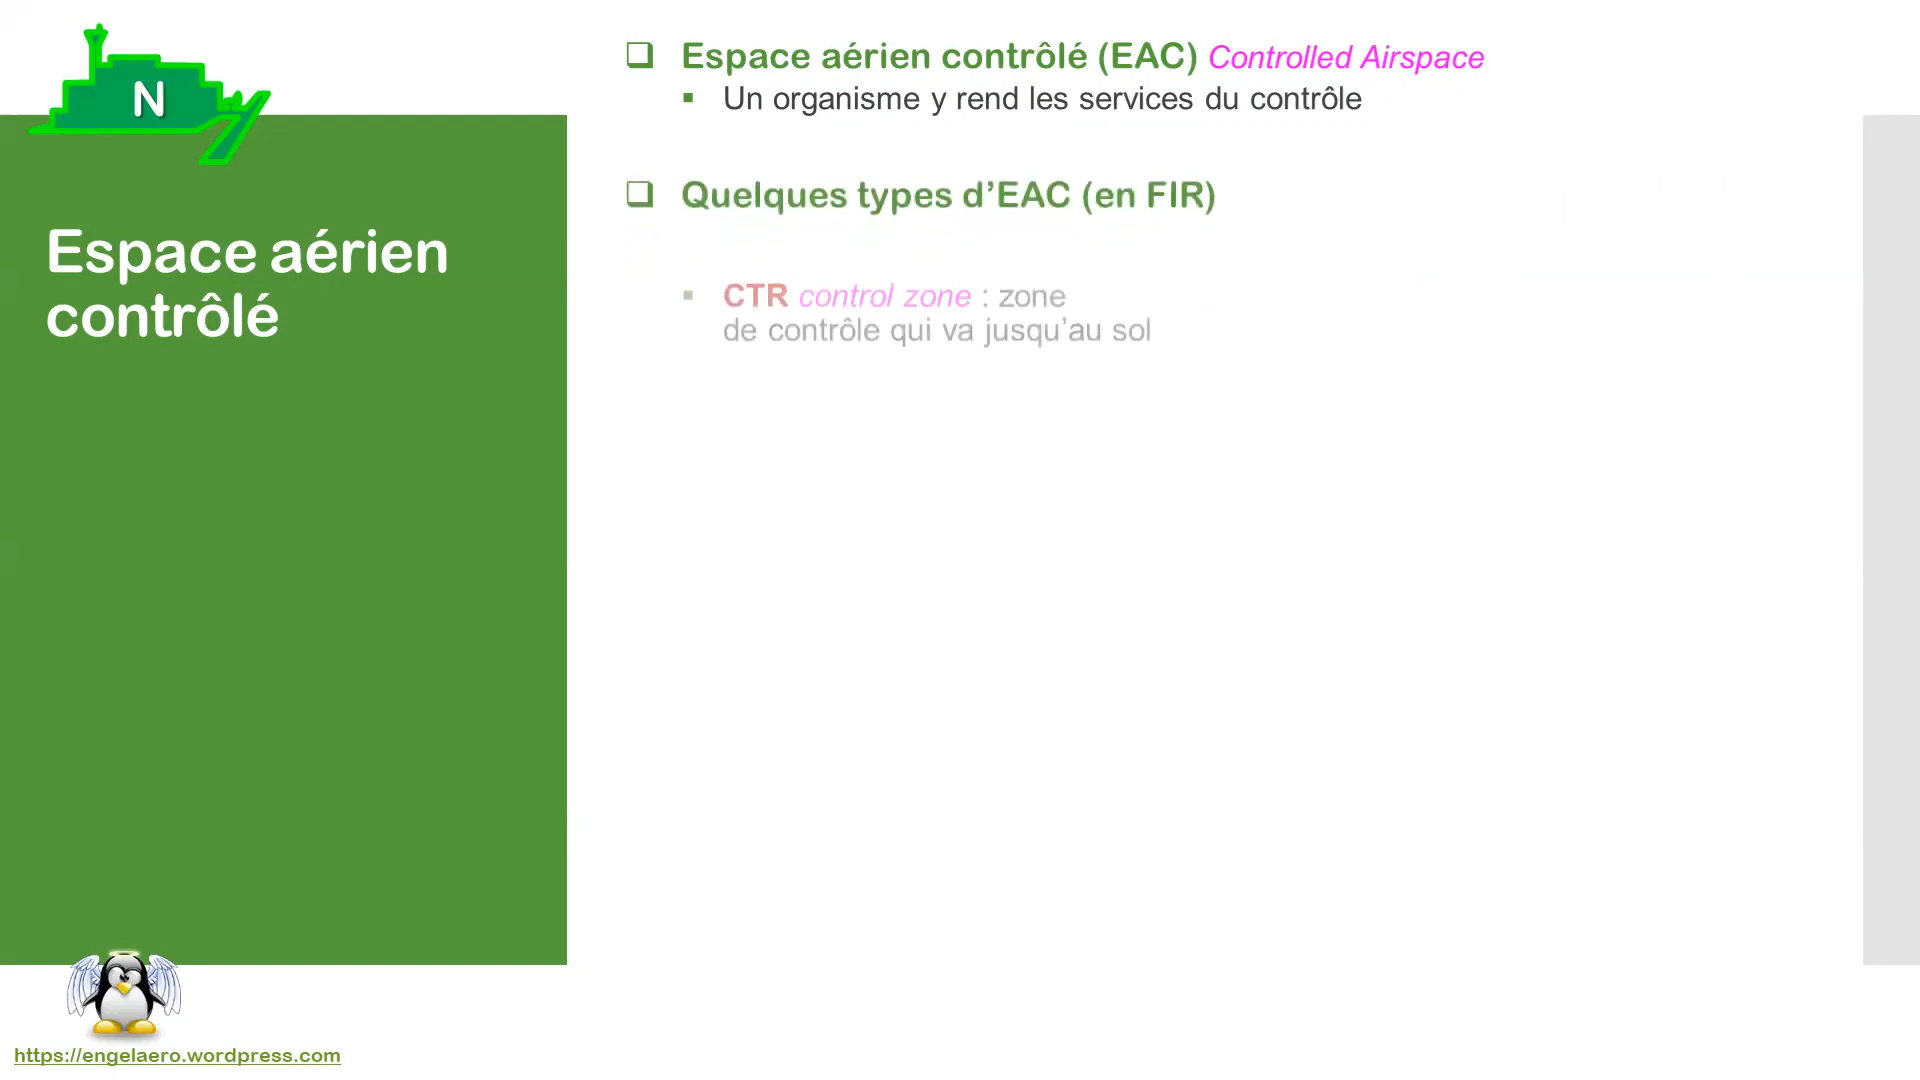 N
Espace aérien
contrôlé
Espace aérien contrôlé (EAC) Controlled Airspace
Un organisme y rend les services du contrôle
Quelques types d’EAC (en FIR)
CTR control zone : zone
de contrôle qui va jusqu’au sol
https://engelaero.wordpress.com